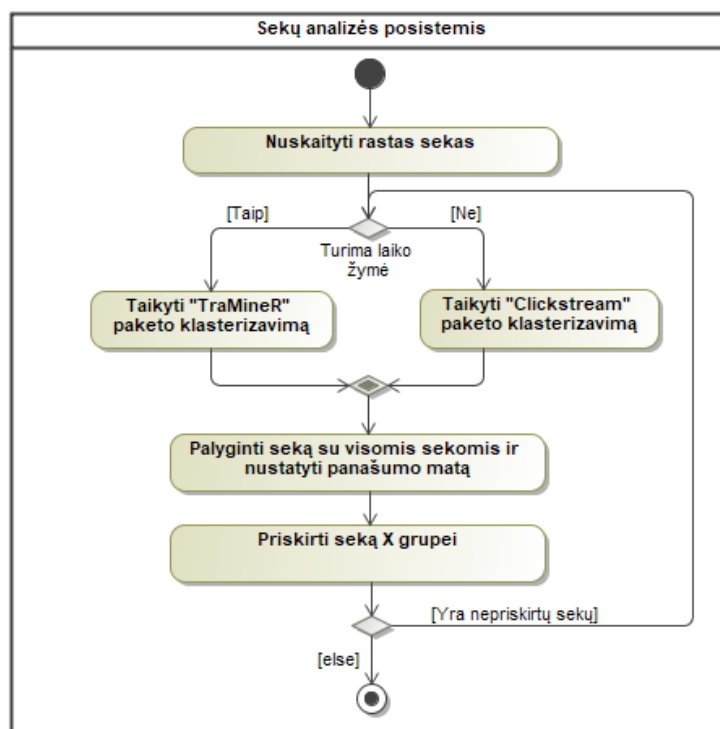 Sekų analizės posistemis
Nuskaityti rastas sekas
[Taip]
[Ne]
Turima laiko
žymė
Taikyti "TraMineR"
paketo klasterizavimą
Taikyti "Clickstream"
paketo klasterizavimą
Palyginti seką su visomis sekomis ir
nustatyti panašumo matą
Priskirti seką X grupei
[Yra nepriskirtų sekų]
[else]